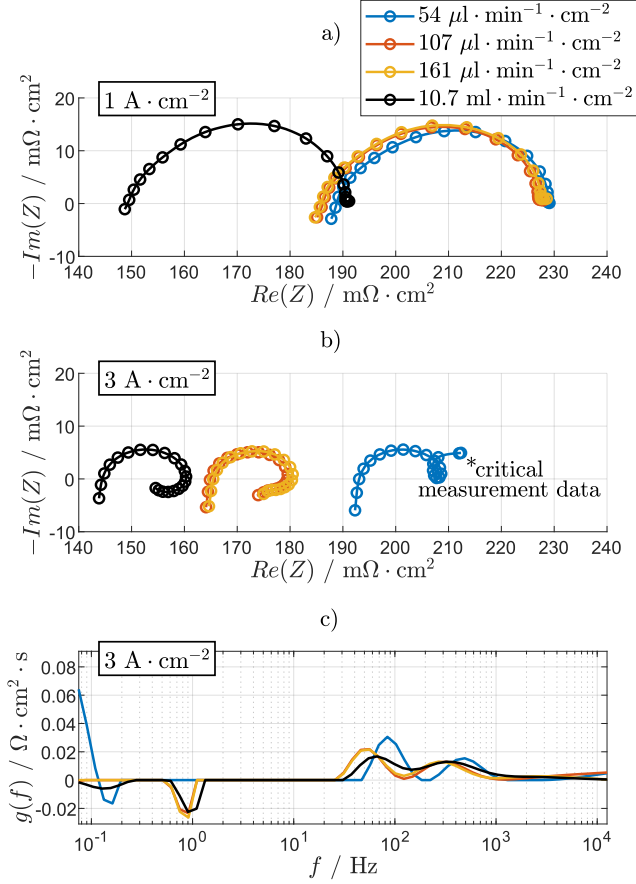 a)
54 μl · min⁻¹ · cm⁻²
107 μl · min⁻¹ · cm⁻²
161 μl · min⁻¹ · cm⁻²
10.7 ml · min⁻¹ · cm⁻²
1 A · cm⁻²
−Im(Z) / mΩ · cm²
20
10
0
-10
140 150 160 170 180 190 200 210 220 230 240
Re(Z) / mΩ · cm²
b)
3 A · cm⁻²
−Im(Z) / mΩ · cm²
20
10
0
-10
*critical
measurement data
140 150 160 170 180 190 200 210 220 230 240
Re(Z) / mΩ · cm²
c)
3 A · cm⁻²
g(f) / Ω · cm² · s
0.08
0.06
0.04
0.02
0
-0.02
10⁻¹ 10⁰ 10¹ 10² 10³ 10⁴
f / Hz